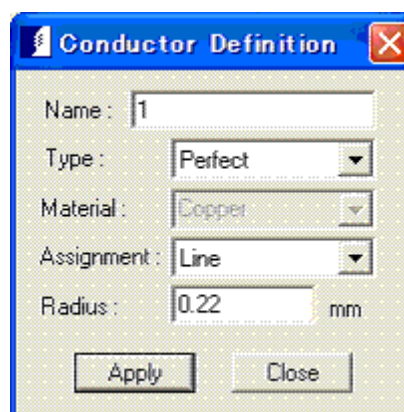 Conductor Definition
Name : 1
Type : Perfect
Material : Copper
Assignment : Line
Radius : 0.22 mm
Apply Close